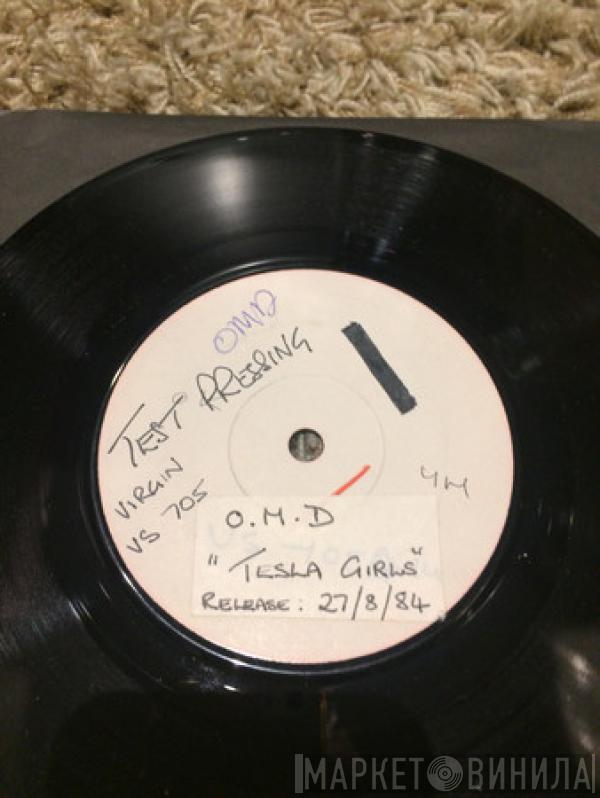 OMD
TEST PRESSING
VIRGIN
VS 705
4M
O.M.D
"TESLA GIRLS"
RELEASE: 27/8/84
МАРКЕТ ВИНИЛА